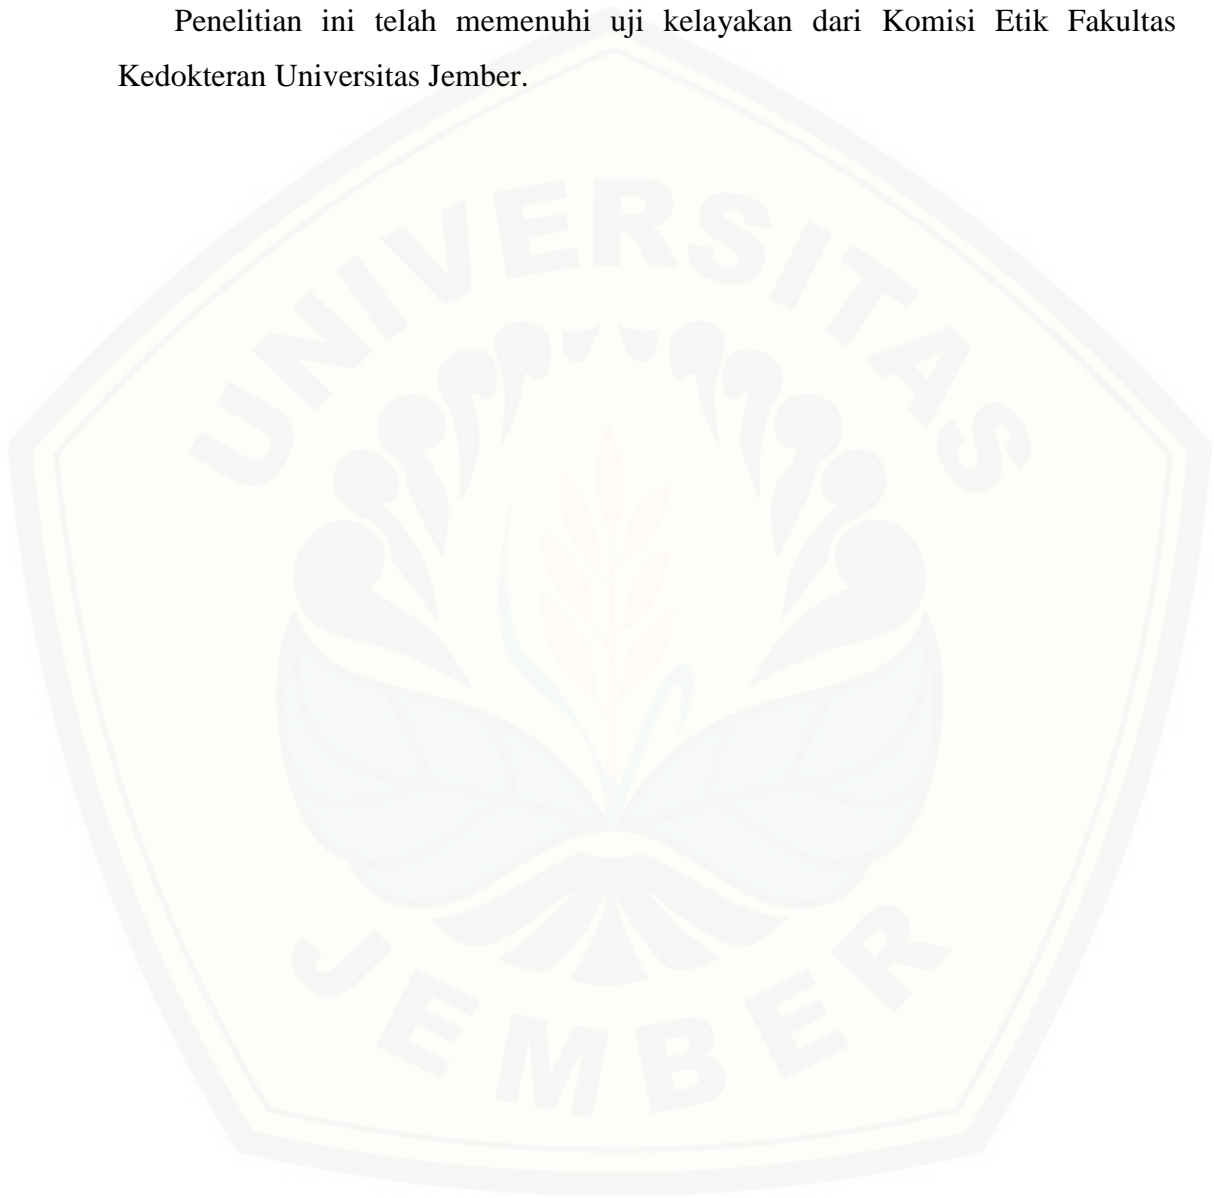 Penelitian ini telah memenuhi uji kelayakan dari Komisi Etik Fakultas
Kedokteran Universitas Jember.
UNIVERSITAS
JEMBER